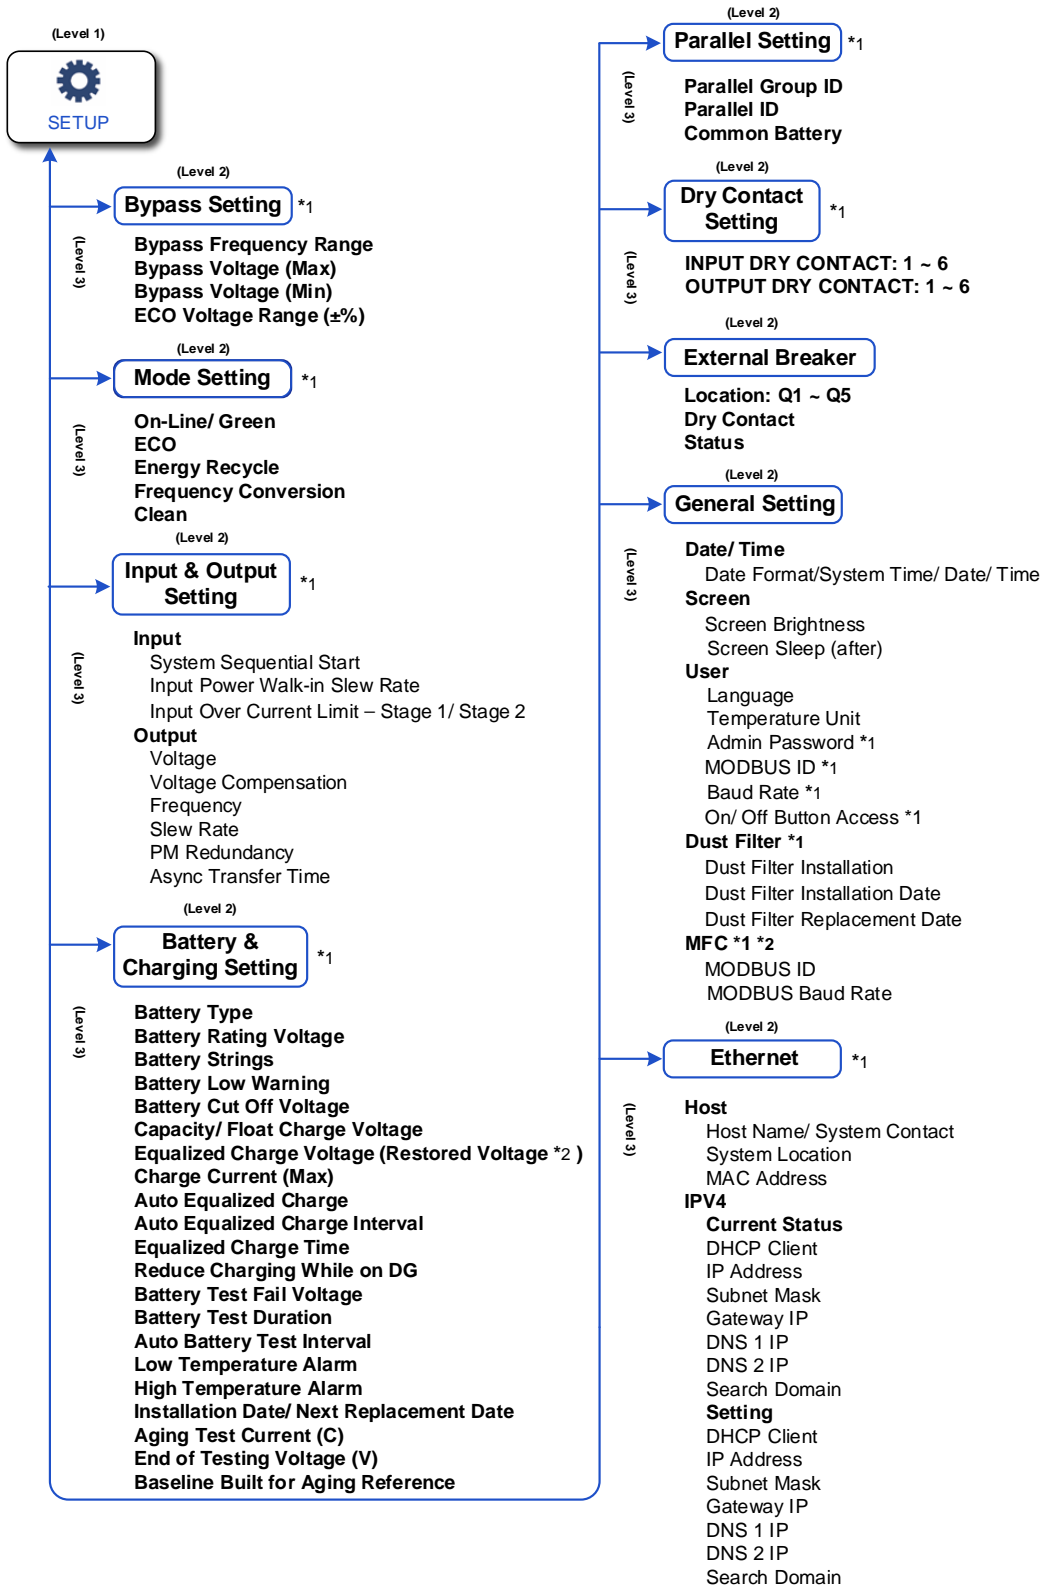 (Level 1)
SETUP
(Level 2)
Bypass Setting *1
(Level 3)
Bypass Frequency Range
Bypass Voltage (Max)
Bypass Voltage (Min)
ECO Voltage Range (±%)
(Level 2)
Mode Setting *1
(Level 3)
On-Line/ Green
ECO
Energy Recycle
Frequency Conversion
Clean
(Level 2)
Input & Output
Setting *1
(Level 3)
Input
System Sequential Start
Input Power Walk-in Slew Rate
Input Over Current Limit – Stage 1/ Stage 2
Output
Voltage
Voltage Compensation
Frequency
Slew Rate
PM Redundancy
Async Transfer Time
(Level 2)
Battery &
Charging Setting *1
(Level 3)
Battery Type
Battery Rating Voltage
Battery Strings
Battery Low Warning
Battery Cut Off Voltage
Capacity/ Float Charge Voltage
Equalized Charge Voltage (Restored Voltage *2 )
Charge Current (Max)
Auto Equalized Charge
Auto Equalized Charge Interval
Equalized Charge Time
Reduce Charging While on DG
Battery Test Fail Voltage
Battery Test Duration
Auto Battery Test Interval
Low Temperature Alarm
High Temperature Alarm
Installation Date/ Next Replacement Date
Aging Test Current (C)
End of Testing Voltage (V)
Baseline Built for Aging Reference
(Level 2)
Parallel Setting *1
(Level 3)
Parallel Group ID
Parallel ID
Common Battery
(Level 2)
Dry Contact
Setting *1
(Level 3)
INPUT DRY CONTACT: 1 ~ 6
OUTPUT DRY CONTACT: 1 ~ 6
(Level 2)
External Breaker
Location: Q1 ~ Q5
Dry Contact
Status
(Level 2)
General Setting
(Level 3)
Date/ Time
Date Format/System Time/ Date/ Time
Screen
Screen Brightness
Screen Sleep (after)
User
Language
Temperature Unit
Admin Password *1
MODBUS ID *1
Baud Rate *1
On/ Off Button Access *1
Dust Filter *1
Dust Filter Installation
Dust Filter Installation Date
Dust Filter Replacement Date
MFC *1 *2
MODBUS ID
MODBUS Baud Rate
(Level 2)
Ethernet *1
(Level 3)
Host
Host Name/ System Contact
System Location
MAC Address
IPV4
Current Status
DHCP Client
IP Address
Subnet Mask
Gateway IP
DNS 1 IP
DNS 2 IP
Search Domain
Setting
DHCP Client
IP Address
Subnet Mask
Gateway IP
DNS 1 IP
DNS 2 IP
Search Domain